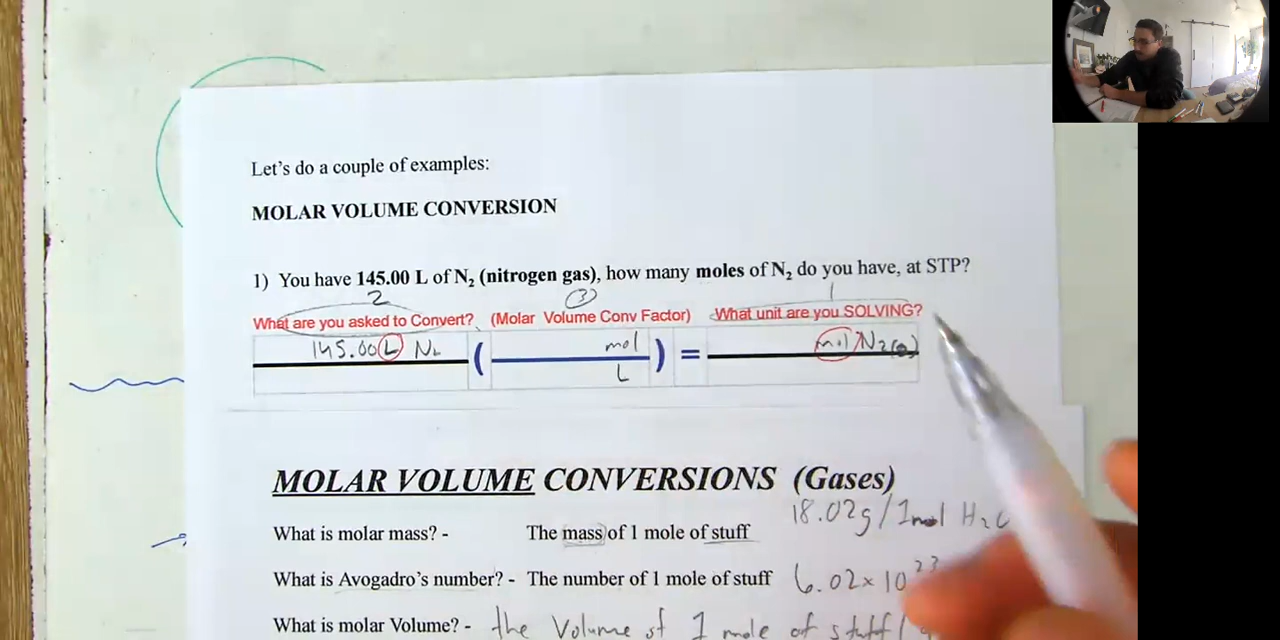 Let's do a couple of examples:
MOLAR VOLUME CONVERSION
1) You have 145.00 L of N₂ (nitrogen gas), how many moles of N₂ do you have, at STP?
2 3 1
What are you asked to Convert? (Molar Volume Conv Factor) What unit are you SOLVING?
145.00 L N₂ ( mol ) = mol N₂(g)
L
MOLAR VOLUME CONVERSIONS (Gases)
18.02g/1mol H₂O
What is molar mass? - The mass of 1 mole of stuff
What is Avogadro's number? - The number of 1 mole of stuff 6.02 x 10²³
What is molar Volume? - the Volume of 1 mole of stuff